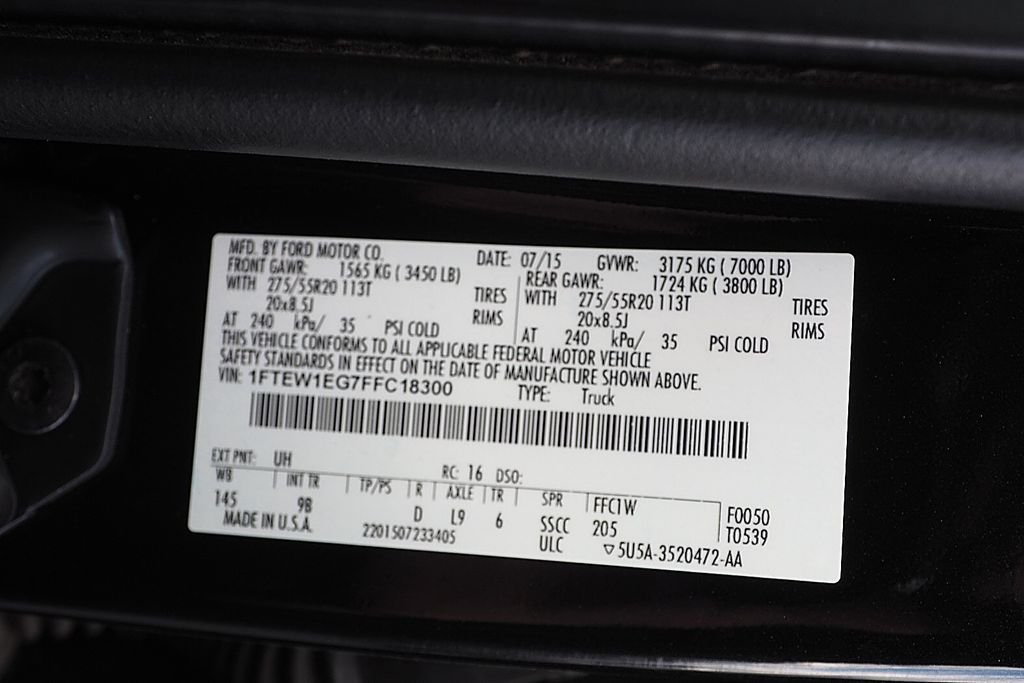 MFD. BY FORD MOTOR CO. DATE: 07/15 GVWR: 3175 KG ( 7000 LB)
FRONT GAWR: 1565 KG ( 3450 LB) REAR GAWR: 1724 KG ( 3800 LB)
WITH 275/55R20 113T TIRES WITH 275/55R20 113T TIRES
20x8.5J RIMS 20x8.5J RIMS
AT 240 kPa/ 35 PSI COLD AT 240 kPa/ 35 PSI COLD
THIS VEHICLE CONFORMS TO ALL APPLICABLE FEDERAL MOTOR VEHICLE
SAFETY STANDARDS IN EFFECT ON THE DATE OF MANUFACTURE SHOWN ABOVE.
VIN: 1FTEW1EG7FFC18300 TYPE: Truck
EXT PNT: UH RC: 16 DSO:
WB INT TR TP/PS R AXLE TR SPR FFC1W F0050
145 9B D L9 6 SSCC 205 T0539
MADE IN U.S.A. 2201507233405 ULC ▽5U5A-3520472-AA